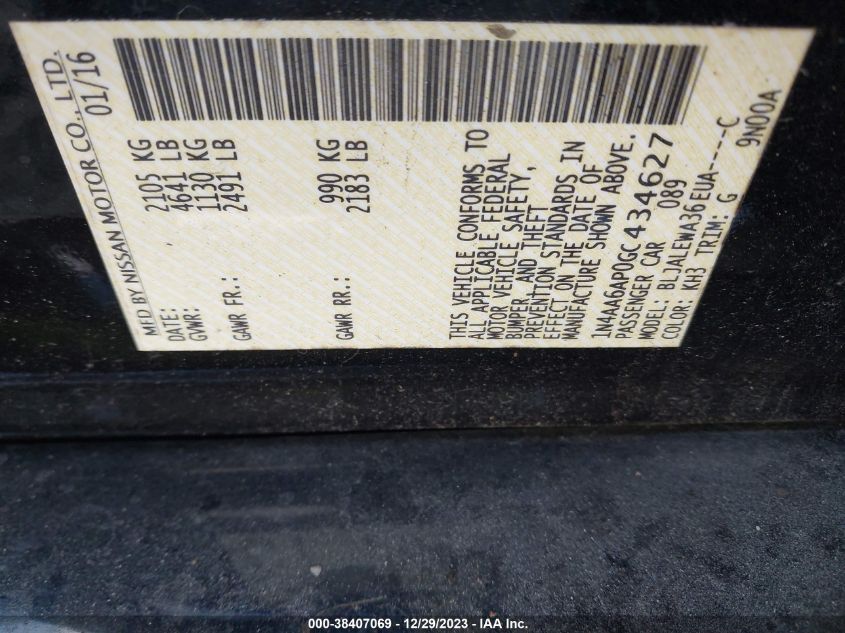 MFD BY NISSAN MOTOR CO., LTD.
DATE: 01/16
GVWR: 2105 KG
4641 LB
GAWR FR.: 1130 KG
2491 LB
GAWR RR.: 990 KG
2183 LB
THIS VEHICLE CONFORMS TO
ALL APPLICABLE FEDERAL
MOTOR VEHICLE SAFETY,
BUMPER, AND THEFT
PREVENTION STANDARDS IN
EFFECT ON THE DATE OF
MANUFACTURE SHOWN ABOVE.
1N4AA6AP0GC434627
PASSENGER CAR 089
MODEL: BLJALEWA36EUA----C
COLOR: KH3 TRIM: G 9N00A
000-38407069 - 12/29/2023 - IAA Inc.